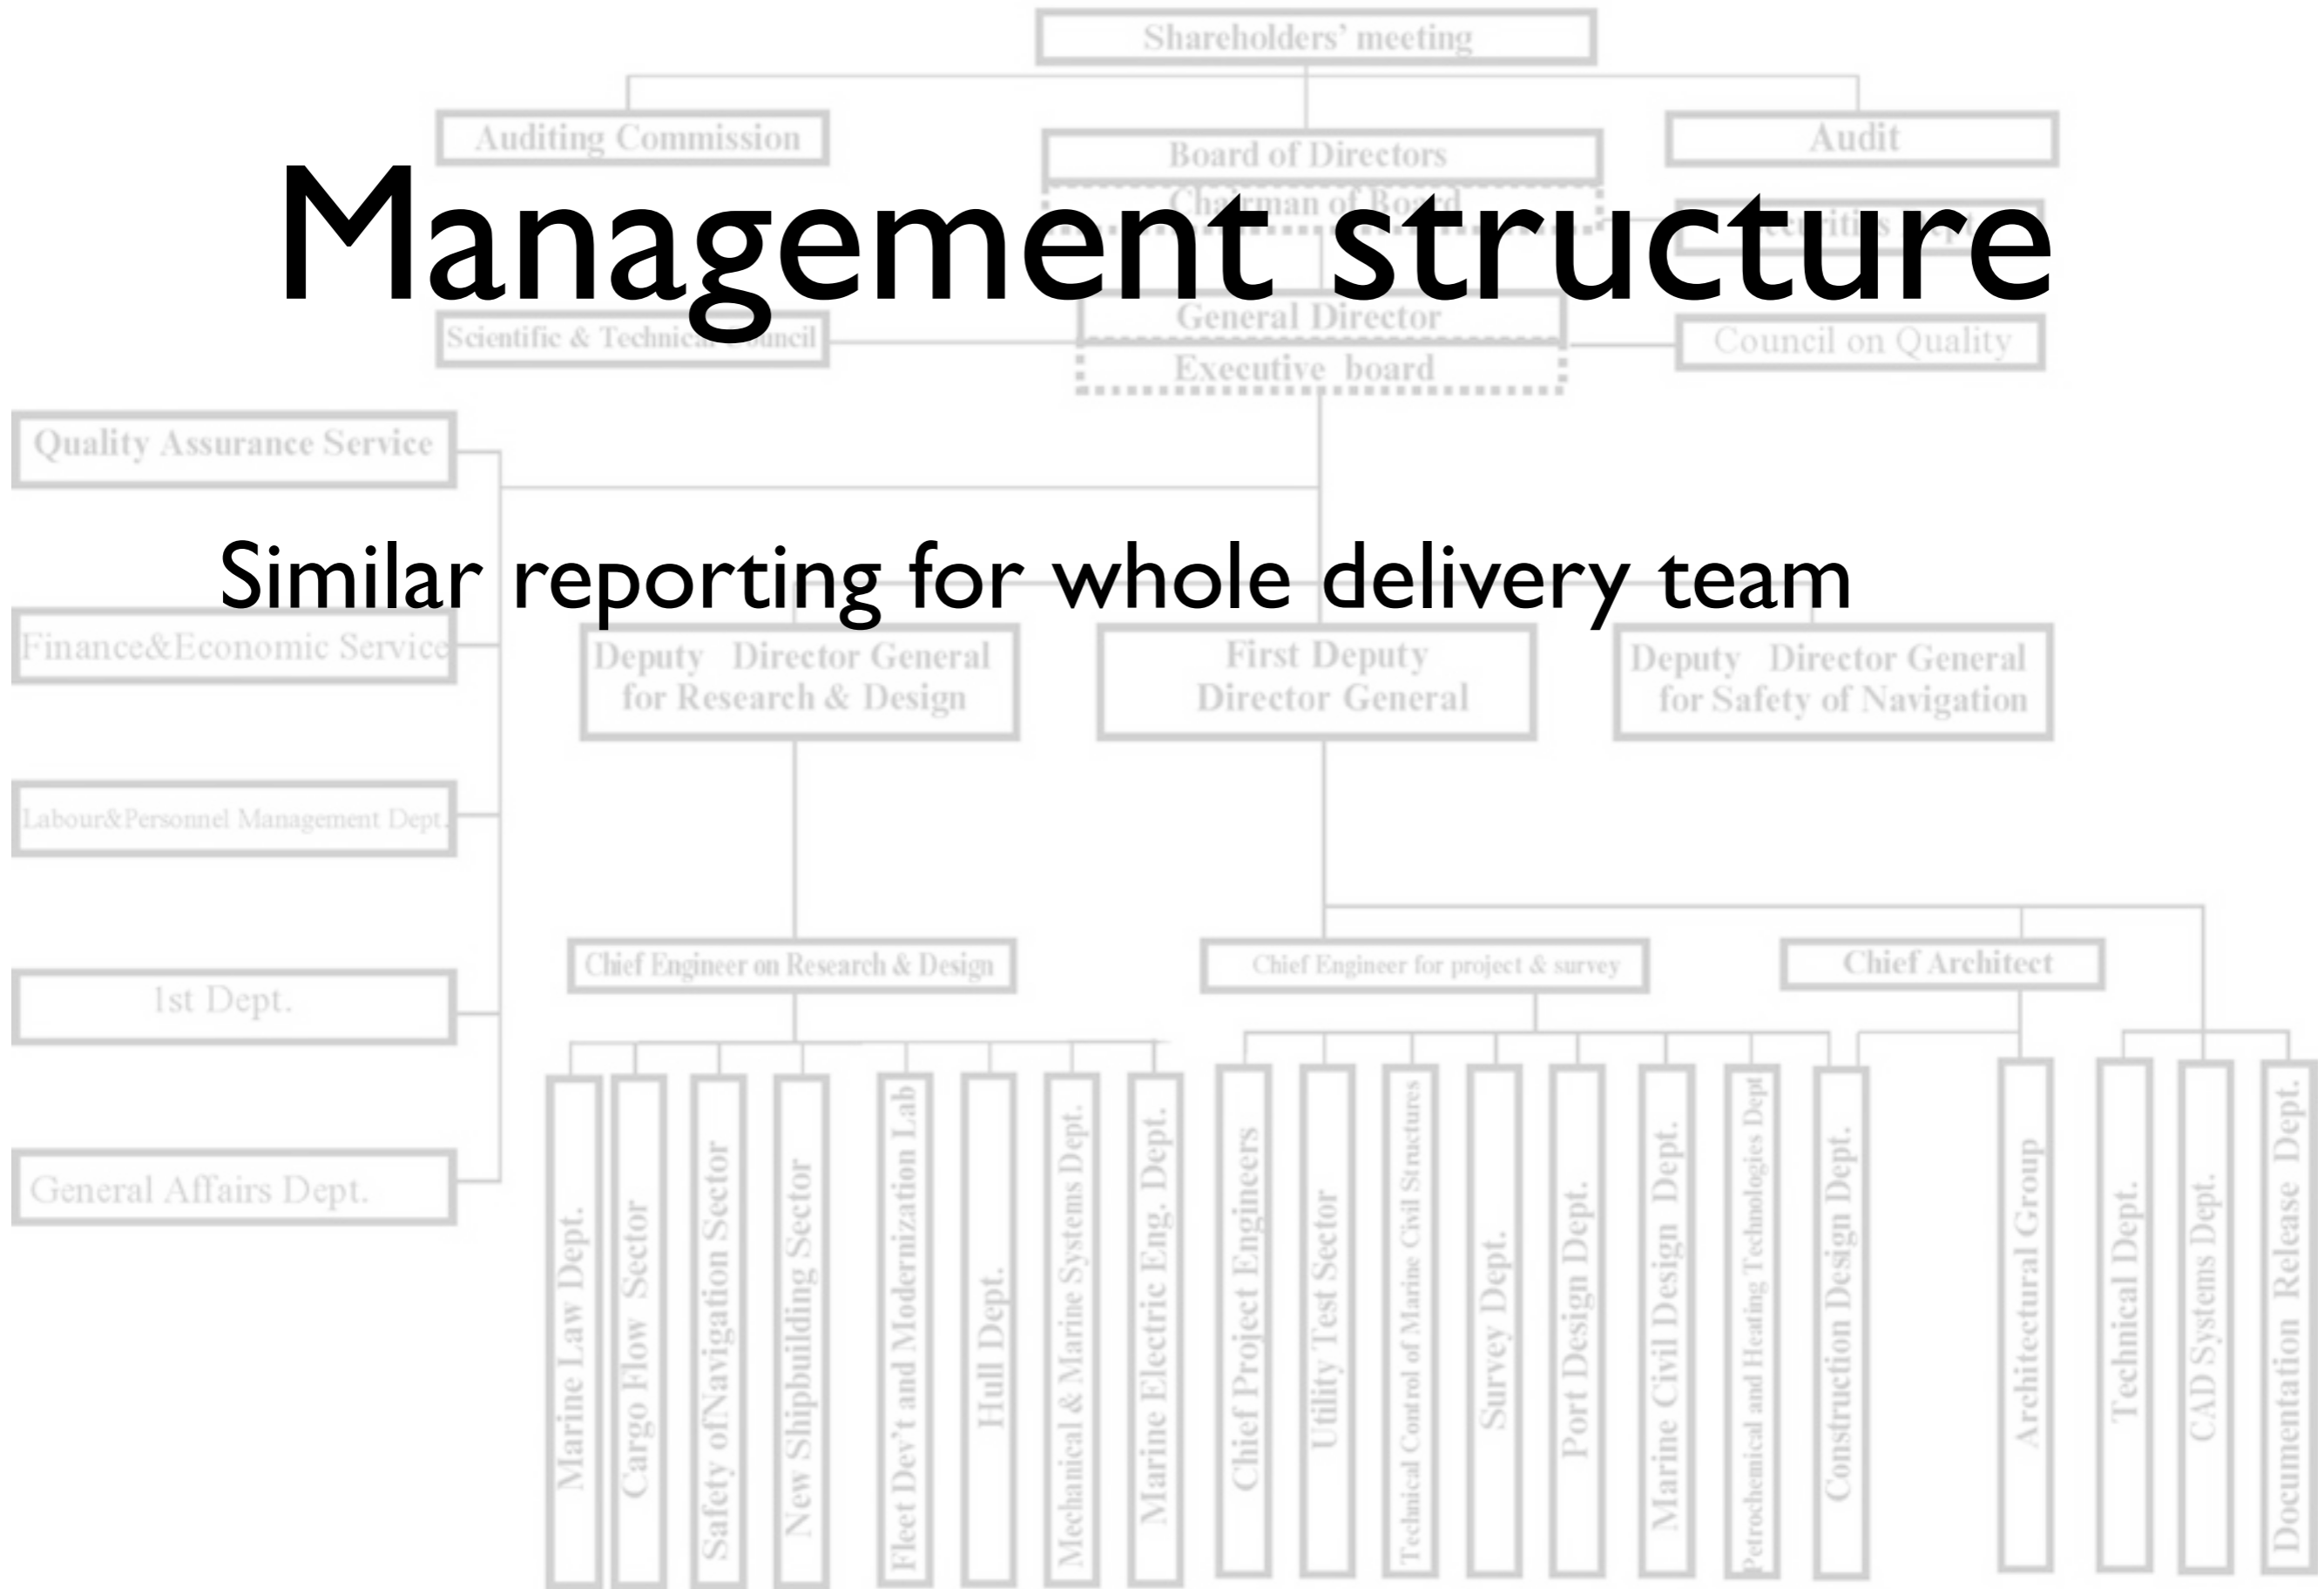 Shareholders' meeting
Auditing Commission
Board of Directors
Audit
Management structure
Chairman of Board
General Director
Scientific & Technical Council
Council on Quality
Executive board
Quality Assurance Service
Similar reporting for whole delivery team
Finance&Economic Service
Deputy Director General
for Research & Design
First Deputy
Director General
Deputy Director General
for Safety of Navigation
Labour&Personnel Management Dept.
Chief Engineer on Research & Design
Chief Engineer for project & survey
Chief Architect
1st Dept.
General Affairs Dept.
Marine Law Dept.
Cargo Flow Sector
Safety ofNavigation Sector
New Shipbuilding Sector
Fleet Dev't and Modernization Lab
Hull Dept.
Mechanical & Marine Systems Dept.
Marine Electric Eng. Dept.
Chief Project Engineers
Utility Test Sector
Technical Control of Marine Civil Structures
Survey Dept.
Port Design Dept.
Marine Civil Design Dept.
Petrochemical and Heating Technologies Dept
Construction Design Dept.
Architectural Group
Technical Dept.
CAD Systems Dept.
Documentation Release Dept.